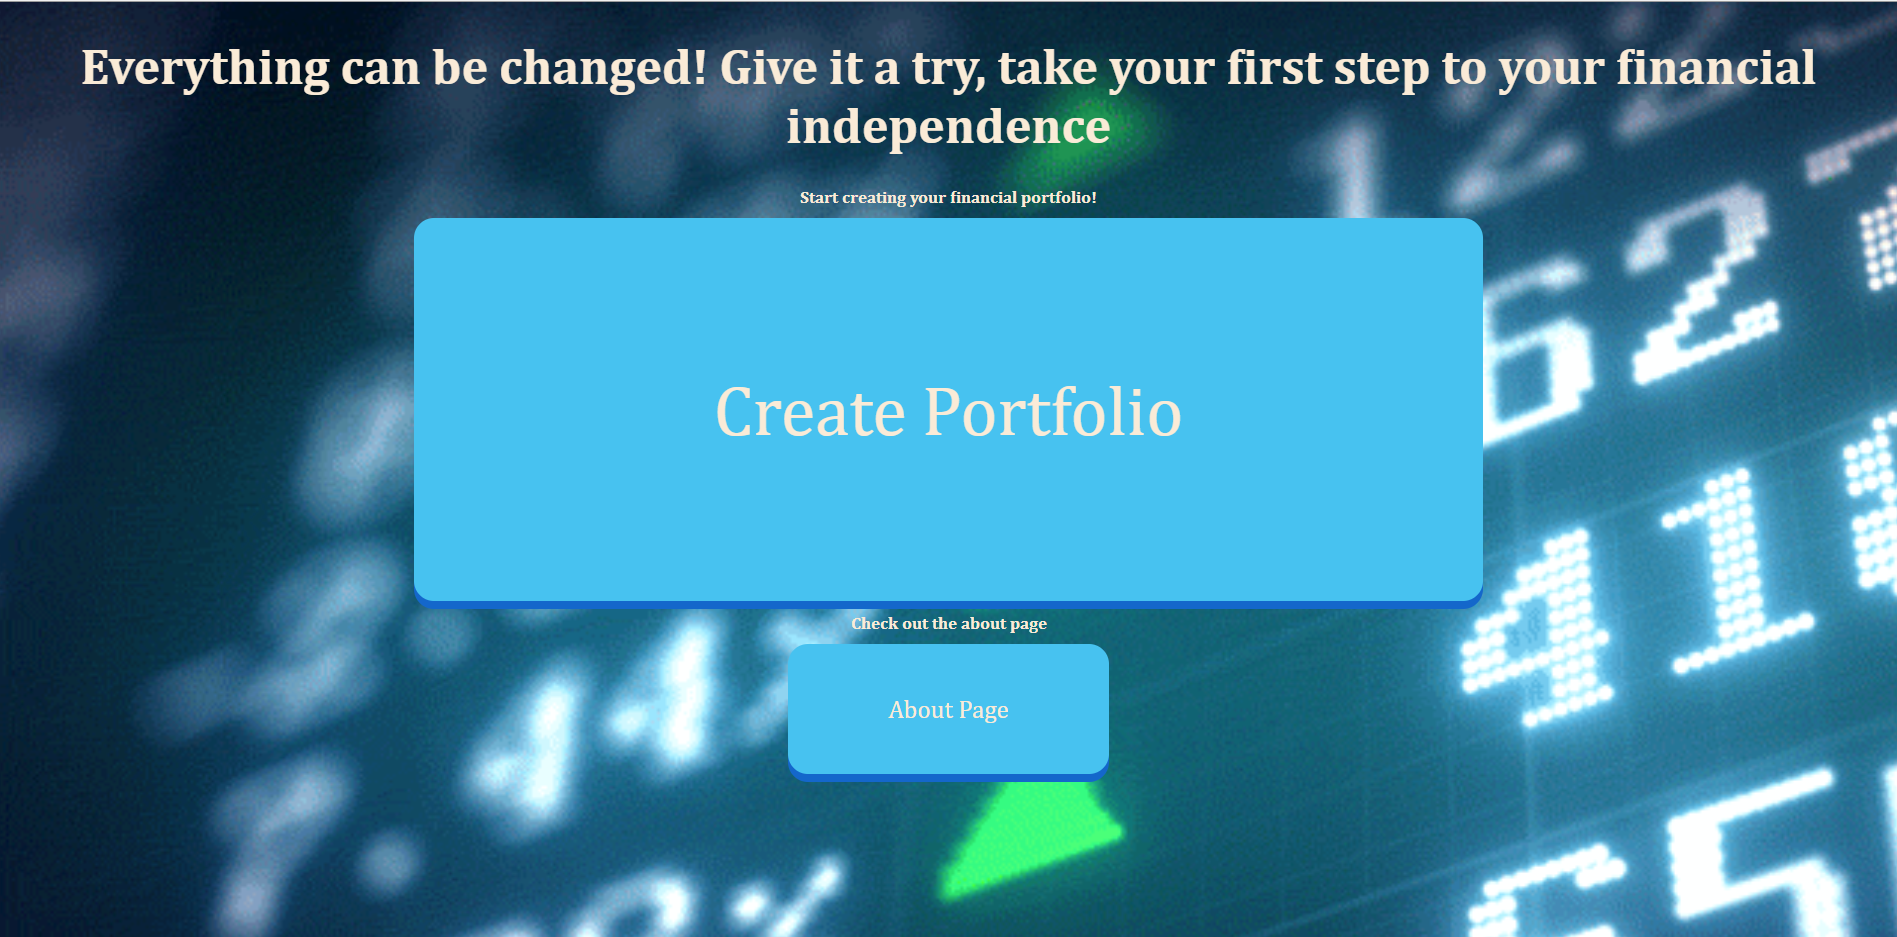 Everything can be changed! Give it a try, take your first step to your financial
independence
Start creating your financial portfolio!
Create Portfolio
Check out the about page
About Page